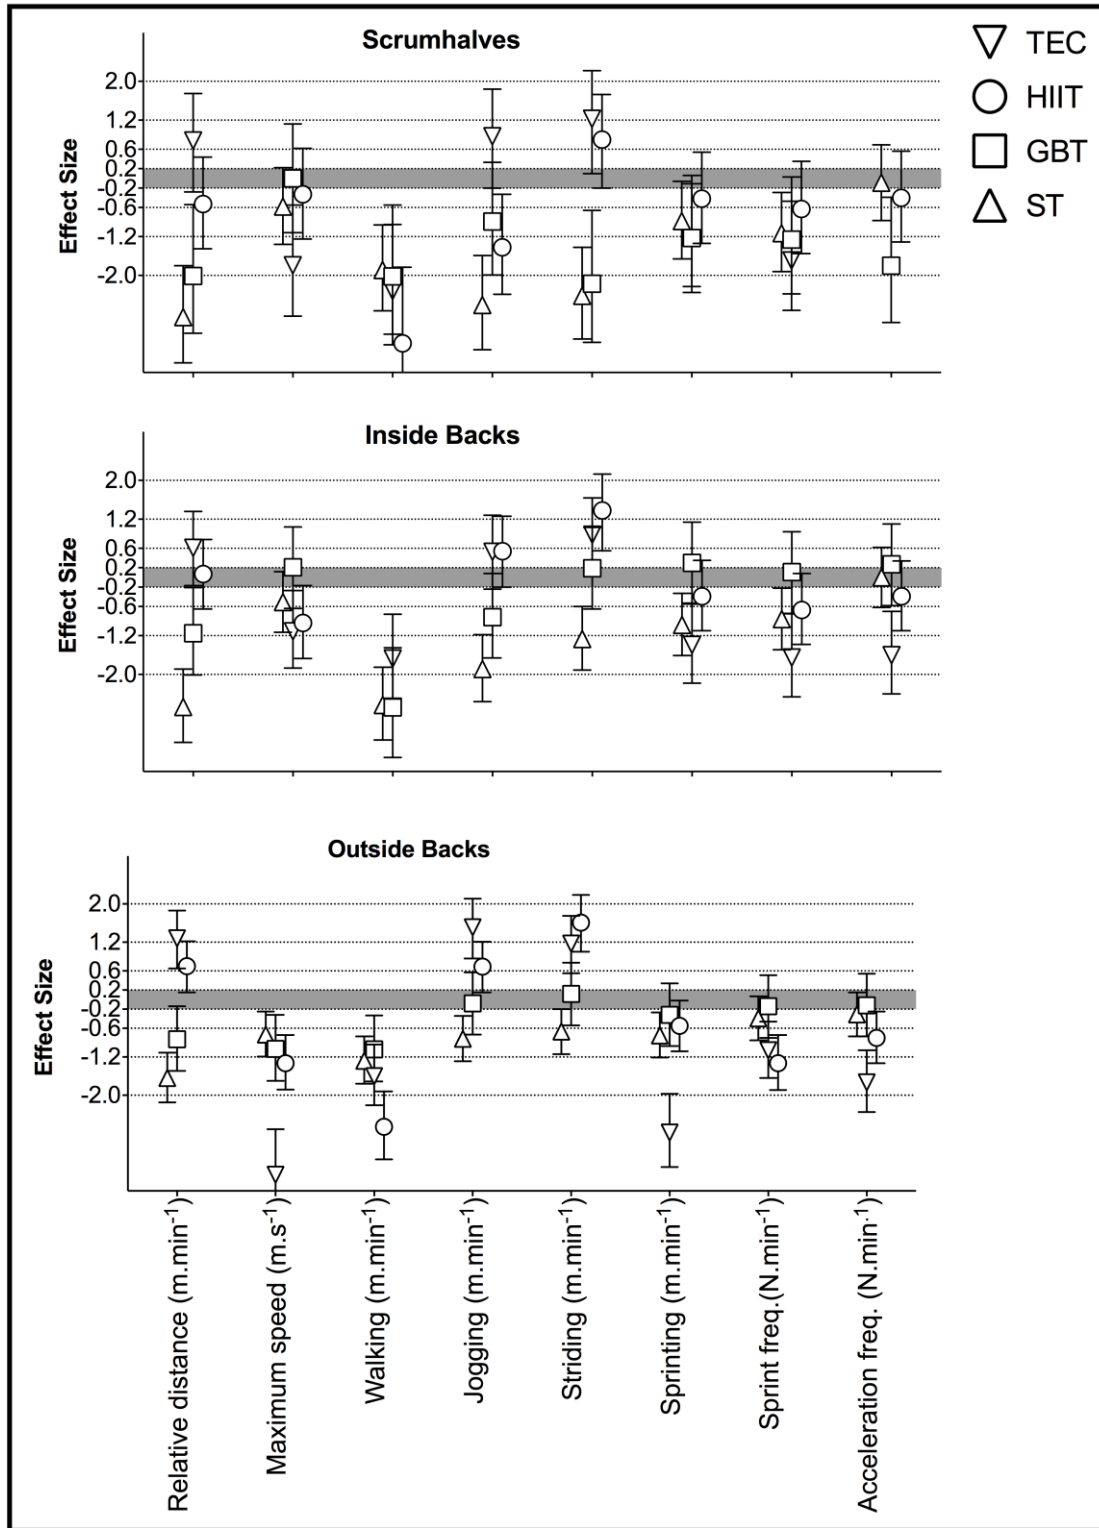 Scrumhalves
TEC
HIIT
GBT
ST
Effect Size
2.0
1.2
0.6
0.2
-0.2
-0.6
-1.2
-2.0
Inside Backs
Effect Size
2.0
1.2
0.6
0.2
-0.2
-0.6
-1.2
-2.0
Outside Backs
Effect Size
2.0
1.2
0.6
0.2
-0.2
-0.6
-1.2
-2.0
Relative distance (m.min⁻¹)
Maximum speed (m.s⁻¹)
Walking (m.min⁻¹)
Jogging (m.min⁻¹)
Striding (m.min⁻¹)
Sprinting (m.min⁻¹)
Sprint freq.(N.min⁻¹)
Acceleration freq. (N.min⁻¹)